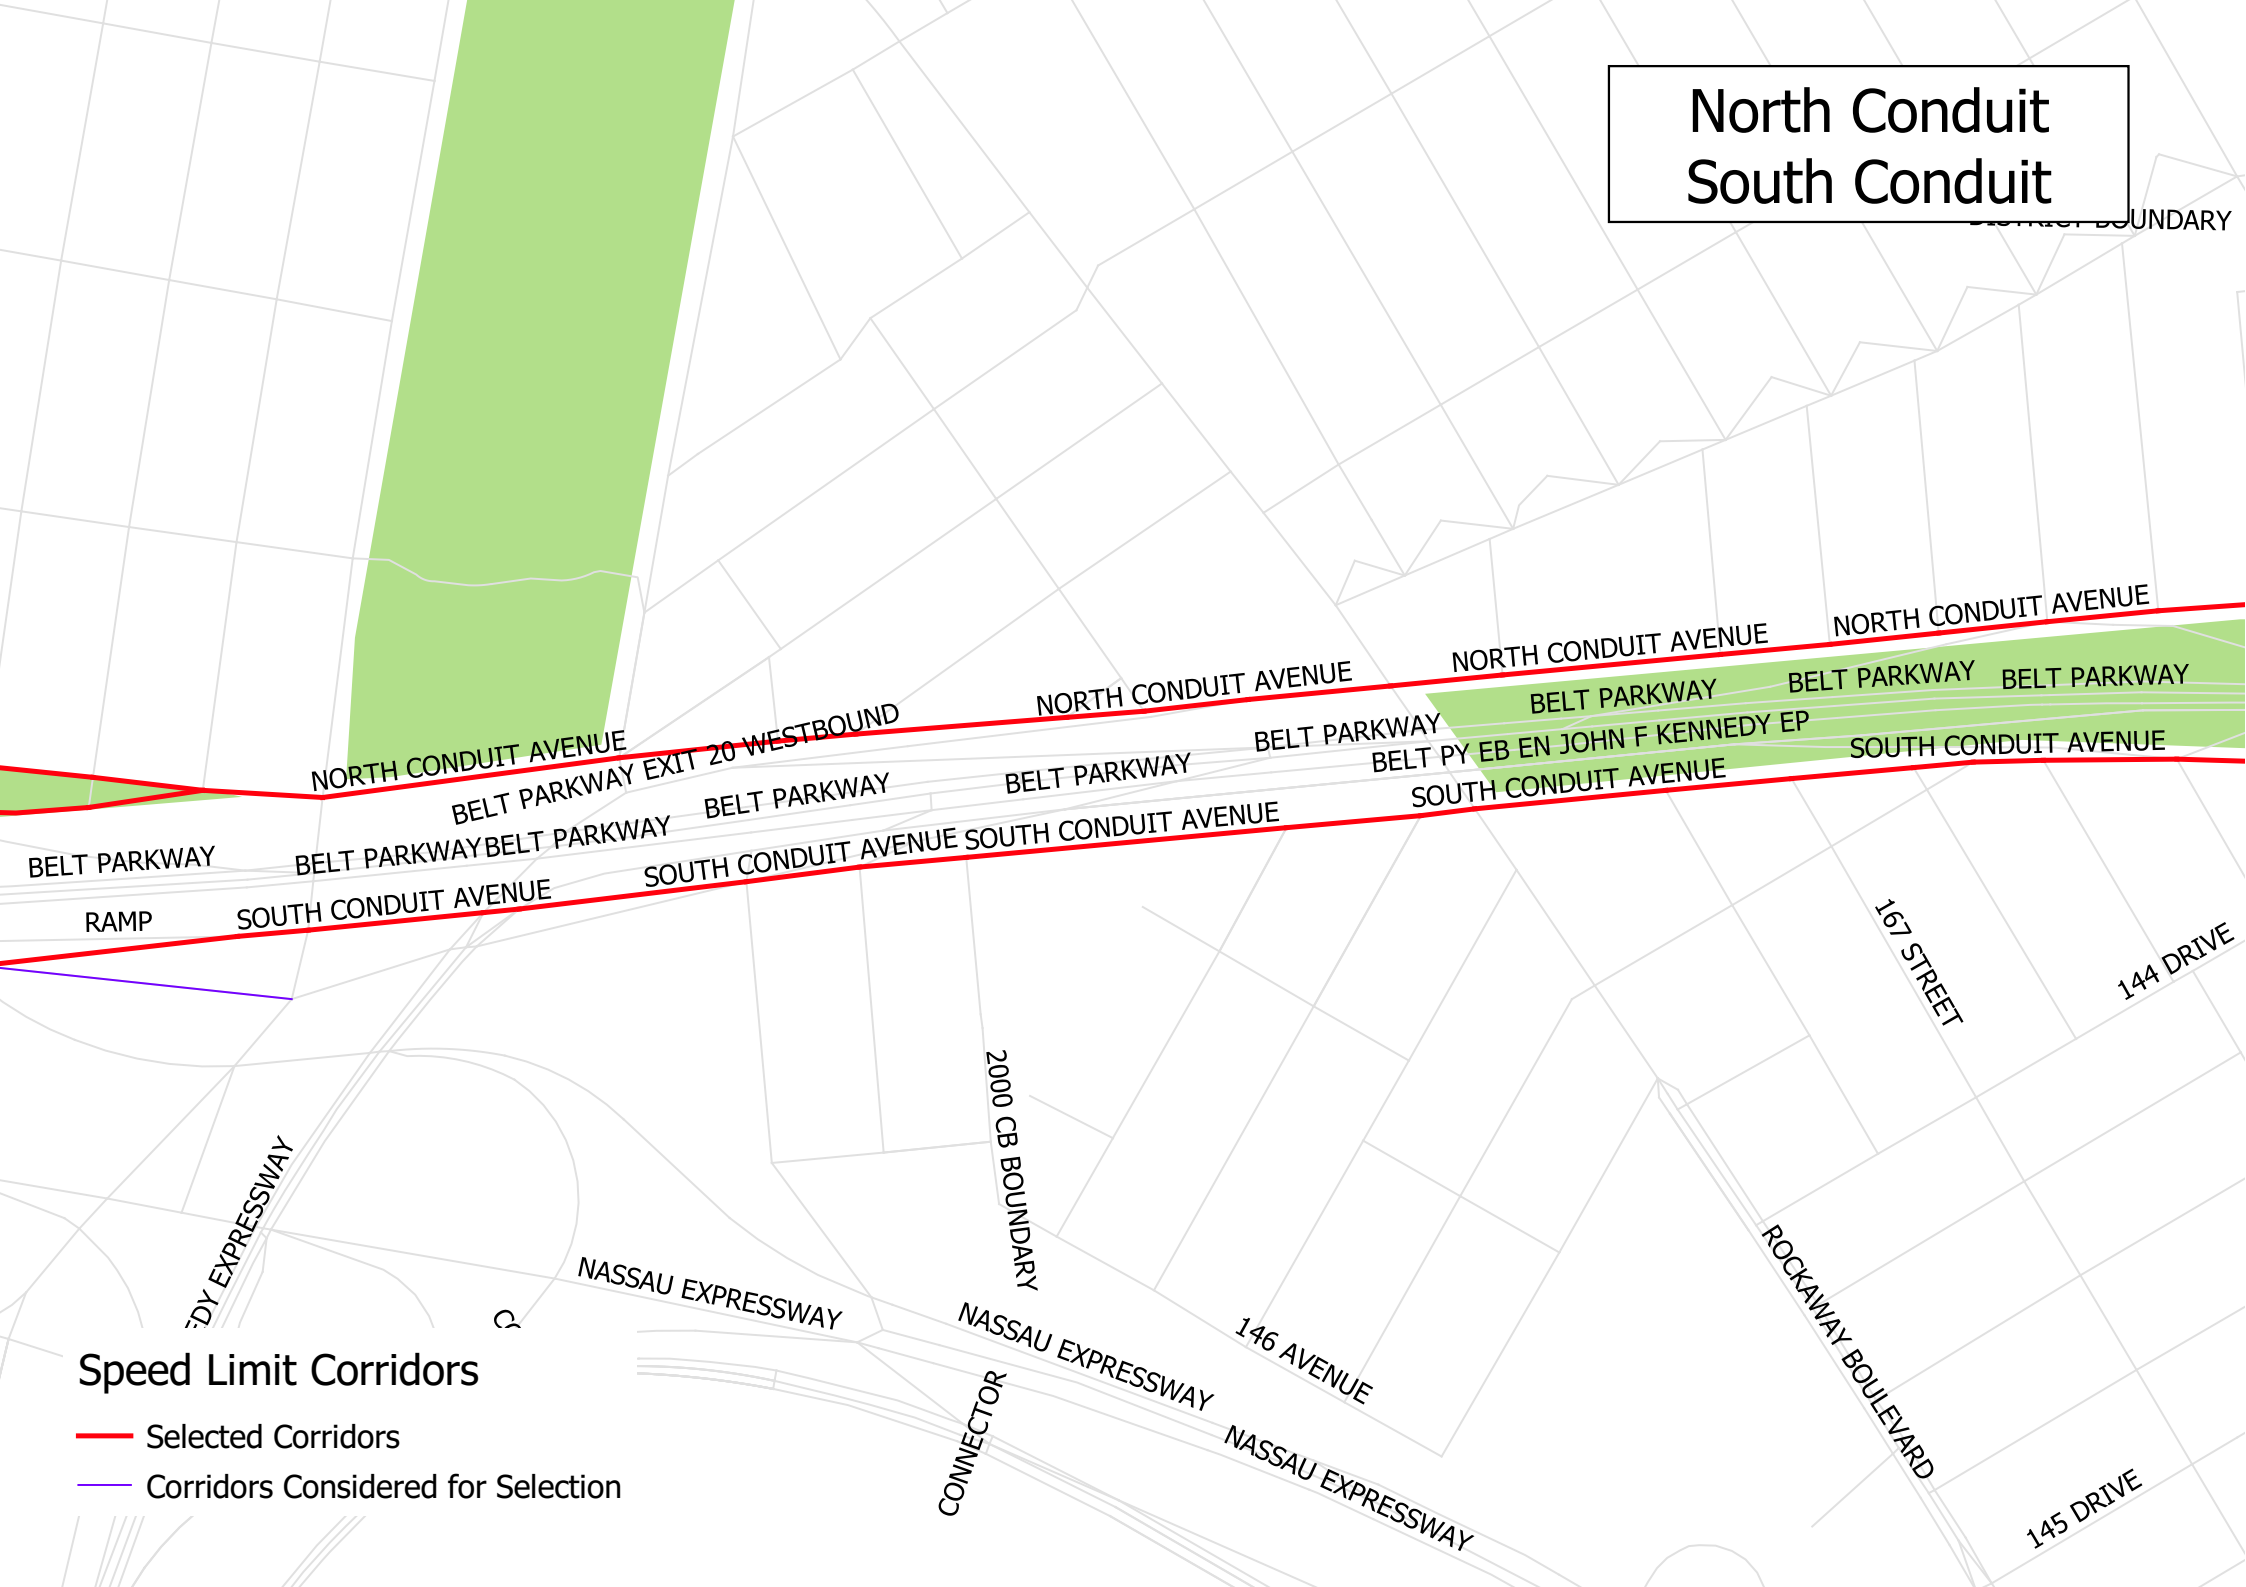 North Conduit
South Conduit
DISTRICT BOUNDARY
NORTH CONDUIT AVENUE
NORTH CONDUIT AVENUE
NORTH CONDUIT AVENUE
NORTH CONDUIT AVENUE
BELT PARKWAY EXIT 20 WESTBOUND
BELT PARKWAY
BELT PARKWAY
BELT PARKWAY
BELT PARKWAY
BELT PY EB EN JOHN F KENNEDY EP
BELT PARKWAY
BELT PARKWAY
BELT PARKWAY
BELT PARKWAY
BELT PARKWAY
SOUTH CONDUIT AVENUE
SOUTH CONDUIT AVENUE
SOUTH CONDUIT AVENUE
SOUTH CONDUIT AVENUE
SOUTH CONDUIT AVENUE
RAMP
167 STREET
144 DRIVE
2000 CB BOUNDARY
EDY EXPRESSWAY
NASSAU EXPRESSWAY
NASSAU EXPRESSWAY
NASSAU EXPRESSWAY
146 AVENUE
CONNECTOR
ROCKAWAY BOULEVARD
145 DRIVE
Speed Limit Corridors
Selected Corridors
Corridors Considered for Selection